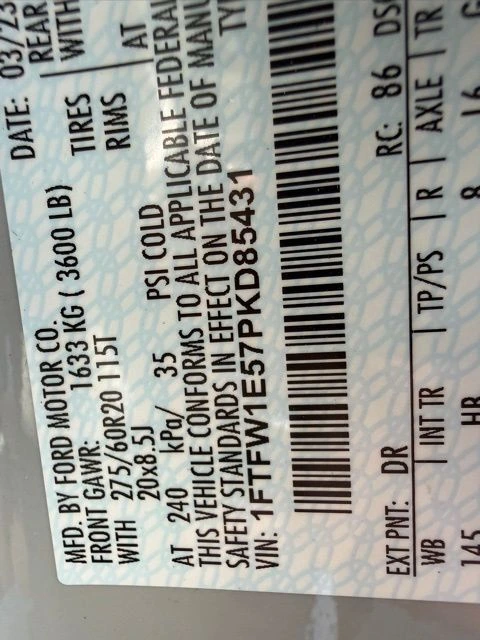 MFD. BY FORD MOTOR CO.
DATE: 03/23
FRONT GAWR: 1633 KG ( 3600 LB)
REAR
WITH 275/60R20 115T
TIRES
WITH
20x8.5J
RIMS
AT 240 kPa/ 35 PSI COLD
AT
THIS VEHICLE CONFORMS TO ALL APPLICABLE FEDERAL
SAFETY STANDARDS IN EFFECT ON THE DATE OF MANU
VIN: 1FTFW1E57PKD85431
TY
EXT PNT: DR
RC: 86 DSO
WB | INT TR | TP/PS | R | AXLE | TR
145 HR 8 16